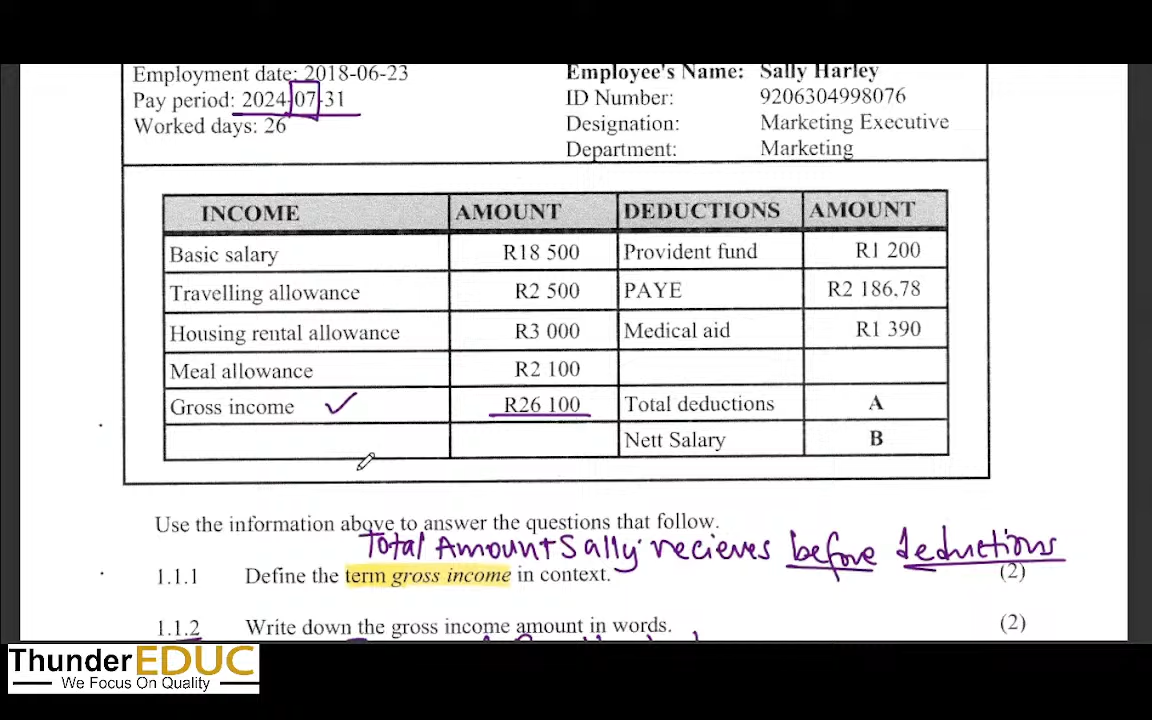 Employment date: 2018-06-23
Pay period: 2024-07-31
Worked days: 26
Employee's Name: Sally Harley
ID Number: 9206304998076
Designation: Marketing Executive
Department: Marketing
INCOME AMOUNT DEDUCTIONS AMOUNT
Basic salary R18 500 Provident fund R1 200
Travelling allowance R2 500 PAYE R2 186.78
Housing rental allowance R3 000 Medical aid R1 390
Meal allowance R2 100
Gross income R26 100 Total deductions A
Nett Salary B
Use the information above to answer the questions that follow.
Total Amount Sally recieves before deductions
1.1.1 Define the term gross income in context. (2)
1.1.2 Write down the gross income amount in words. (2)
ThunderEDUC
We Focus On Quality